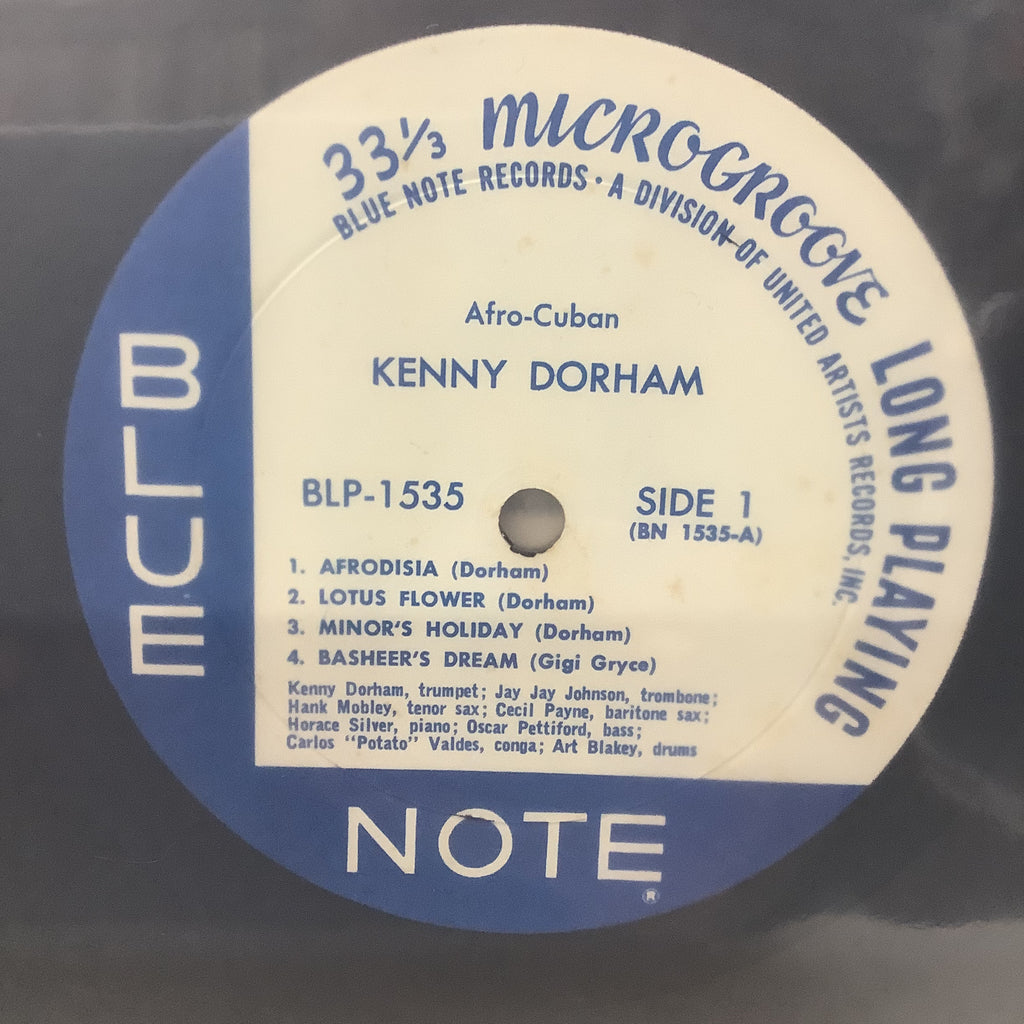 33⅓ MICROGROOVE LONG PLAYING
BLUE NOTE RECORDS • A DIVISION OF UNITED ARTISTS RECORDS, INC.
Afro-Cuban
KENNY DORHAM
BLP-1535
SIDE 1
(BN 1535-A)
1. AFRODISIA (Dorham)
2. LOTUS FLOWER (Dorham)
3. MINOR'S HOLIDAY (Dorham)
4. BASHEER'S DREAM (Gigi Gryce)
Kenny Dorham, trumpet; Jay Jay Johnson, trombone;
Hank Mobley, tenor sax; Cecil Payne, baritone sax;
Horace Silver, piano; Oscar Pettiford, bass;
Carlos "Potato" Valdes, conga; Art Blakey, drums
BLUE
NOTE
®